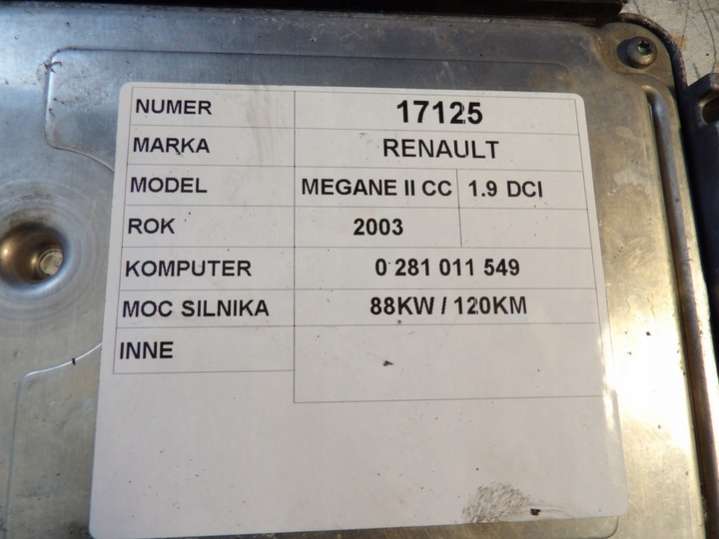 NUMER 17125
MARKA RENAULT
MODEL MEGANE II CC 1.9 DCI
ROK 2003
KOMPUTER 0 281 011 549
MOC SILNIKA 88KW / 120KM
INNE